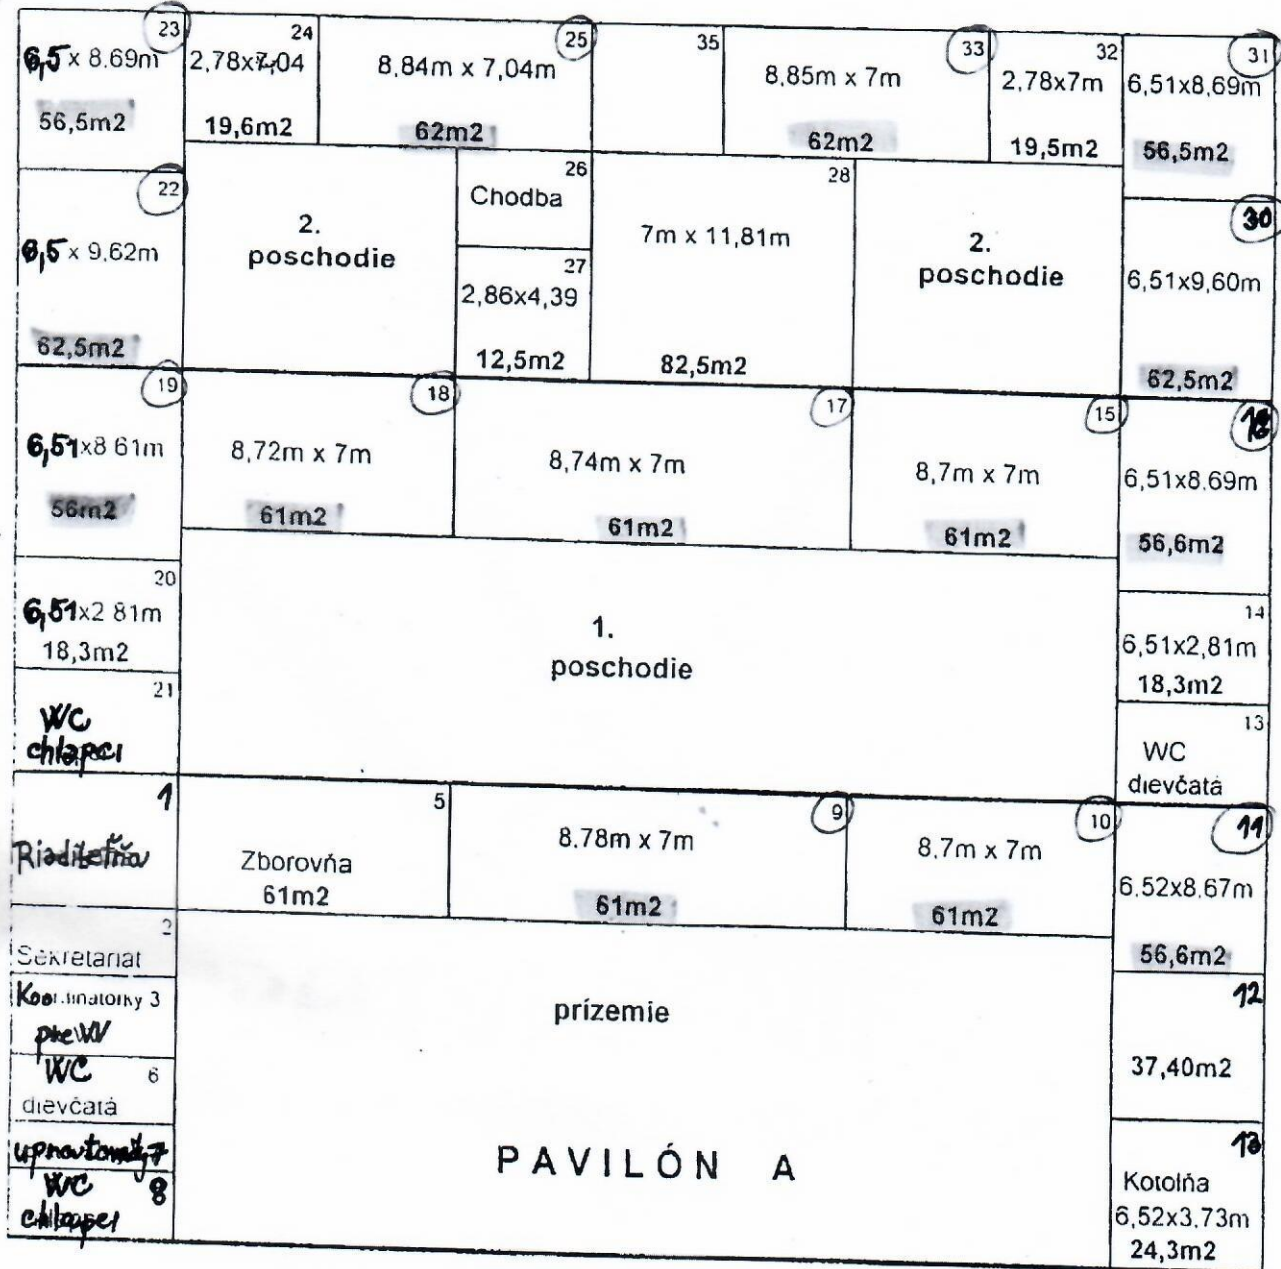 23
6,5 x 8.69m
56,5m2
24
2,78x7,04
19,6m2
25
8,84m x 7,04m
62m2
35
33
8,85m x 7m
62m2
32
2,78x7m
19,5m2
31
6,51x8,69m
56,5m2
22
6,5 x 9,62m
62,5m2
2.
poschodie
26
Chodba
27
2,86x4,39
12,5m2
28
7m x 11,81m
82,5m2
2.
poschodie
30
6,51x9,60m
62,5m2
19
6,51x8 61m
56m2
18
8,72m x 7m
61m2
17
8,74m x 7m
61m2
15
8,7m x 7m
61m2
6,51x8.69m
56,6m2
20
6,51x2 81m
18,3m2
1.
poschodie
14
6,51x2,81m
18,3m2
21
WC
chlapci
13
WC
dievčatá
1
Riaditeľňa
5
Zborovňa
61m2
9
8.78m x 7m
61m2
10
8.7m x 7m
61m2
11
6.52x8.67m
56,6m2
2
Sekretariat
Koordinatorky 3
pre VV
prízemie
12
37,40m2
WC 6
dievčatá
7
WC 8
chlapci
PAVILÓN A
13
Kotolňa
6,52x3.73m
24,3m2